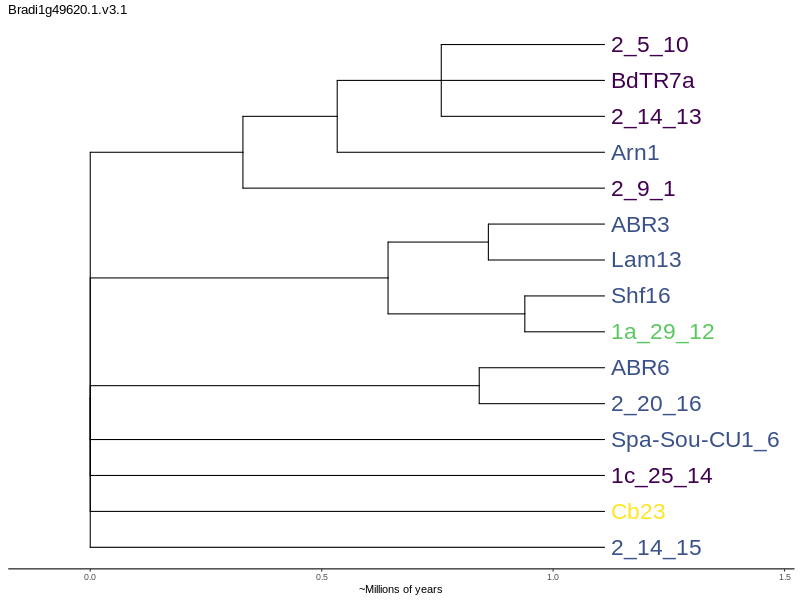 Bradi1g49620.1.v3.1
2_5_10
BdTR7a
2_14_13
Arn1
2_9_1
ABR3
Lam13
Shf16
1a_29_12
ABR6
2_20_16
Spa-Sou-CU1_6
1c_25_14
Cb23
2_14_15
0.0 0.5 1.0 1.5
~Millions of years